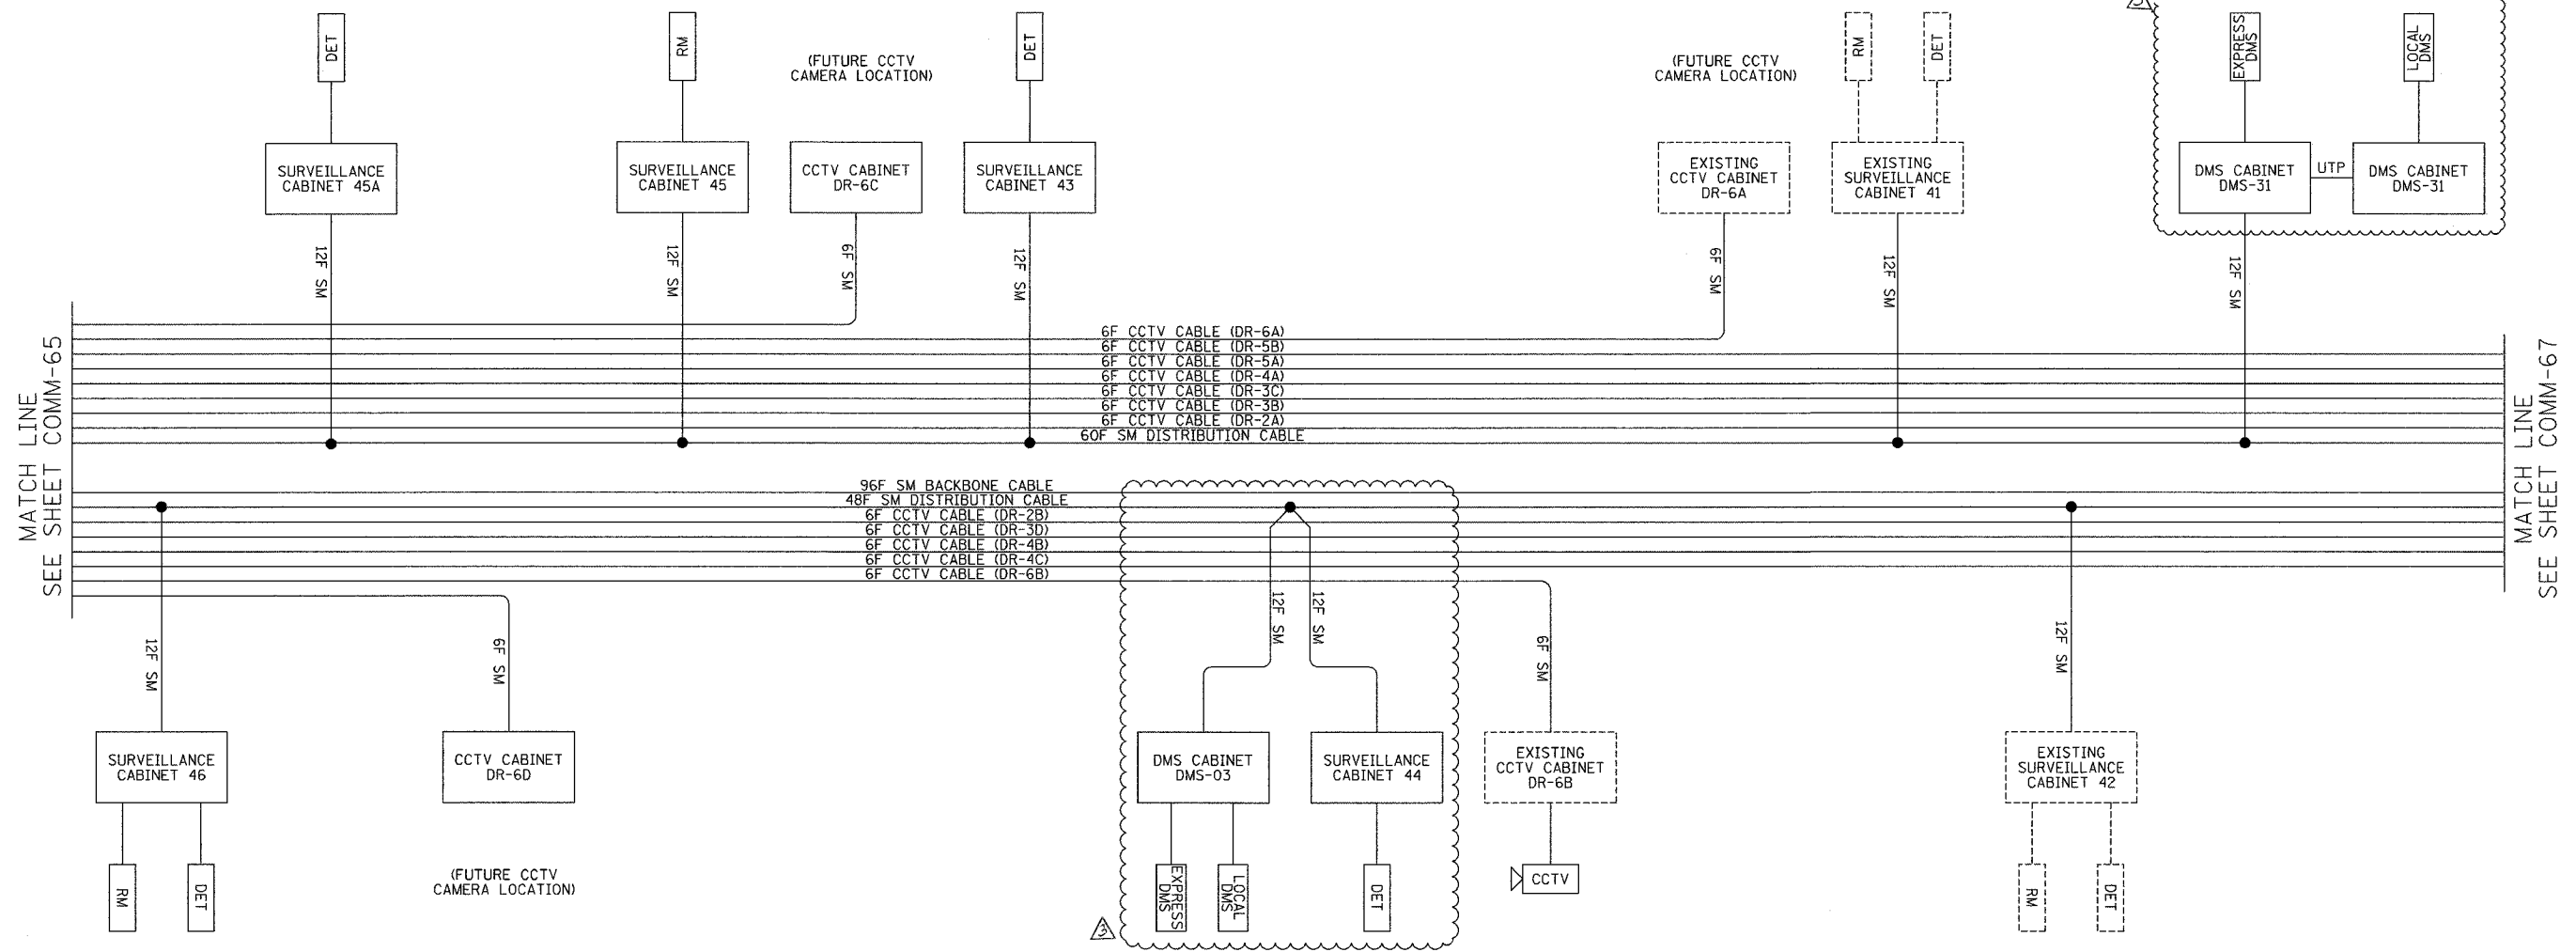 DET
RM
(FUTURE CCTV
CAMERA LOCATION)
DET
(FUTURE CCTV
CAMERA LOCATION)
RM
DET
EXPRESS
DMS
LOCAL
DMS
SURVEILLANCE
CABINET 45A
SURVEILLANCE
CABINET 45
CCTV CABINET
DR-6C
SURVEILLANCE
CABINET 43
EXISTING
CCTV CABINET
DR-6A
EXISTING
SURVEILLANCE
CABINET 41
DMS CABINET
DMS-31
UTP
DMS CABINET
DMS-31
12F SM
12F SM
6F SM
12F SM
6F SM
12F SM
12F SM
MATCH LINE
SEE SHEET COMM-65
6F CCTV CABLE (DR-6A)
6F CCTV CABLE (DR-5B)
6F CCTV CABLE (DR-5A)
6F CCTV CABLE (DR-4A)
6F CCTV CABLE (DR-3C)
6F CCTV CABLE (DR-3B)
6F CCTV CABLE (DR-2A)
60F SM DISTRIBUTION CABLE
MATCH LINE
SEE SHEET COMM-67
96F SM BACKBONE CABLE
48F SM DISTRIBUTION CABLE
6F CCTV CABLE (DR-2B)
6F CCTV CABLE (DR-3D)
6F CCTV CABLE (DR-4B)
6F CCTV CABLE (DR-4C)
6F CCTV CABLE (DR-6B)
12F SM
6F SM
12F SM
12F SM
6F SM
12F SM
SURVEILLANCE
CABINET 46
CCTV CABINET
DR-6D
DMS CABINET
DMS-03
SURVEILLANCE
CABINET 44
EXISTING
CCTV CABINET
DR-6B
EXISTING
SURVEILLANCE
CABINET 42
RM
DET
(FUTURE CCTV
CAMERA LOCATION)
EXPRESS
DMS
LOCAL
DMS
DET
CCTV
RM
DET
3